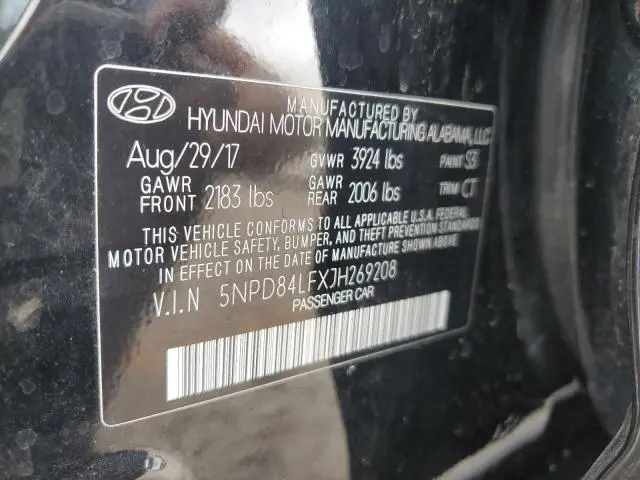 MANUFACTURED BY
HYUNDAI MOTOR MANUFACTURING ALABAMA, LLC
Aug/29/17 GVWR 3924 lbs PAINT S3
GAWR FRONT 2183 lbs GAWR REAR 2006 lbs TRIM CT
THIS VEHICLE CONFORMS TO ALL APPLICABLE U.S.A. FEDERAL
MOTOR VEHICLE SAFETY, BUMPER, AND THEFT PREVENTION STANDARDS
IN EFFECT ON THE DATE OF MANUFACTURE SHOWN ABOVE.
V.I.N 5NPD84LFXJH269208
PASSENGER CAR